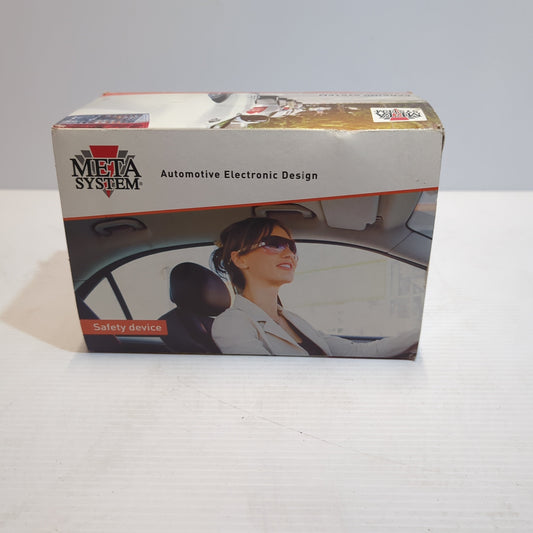 META
SYSTEM®
Automotive Electronic Design
Safety device